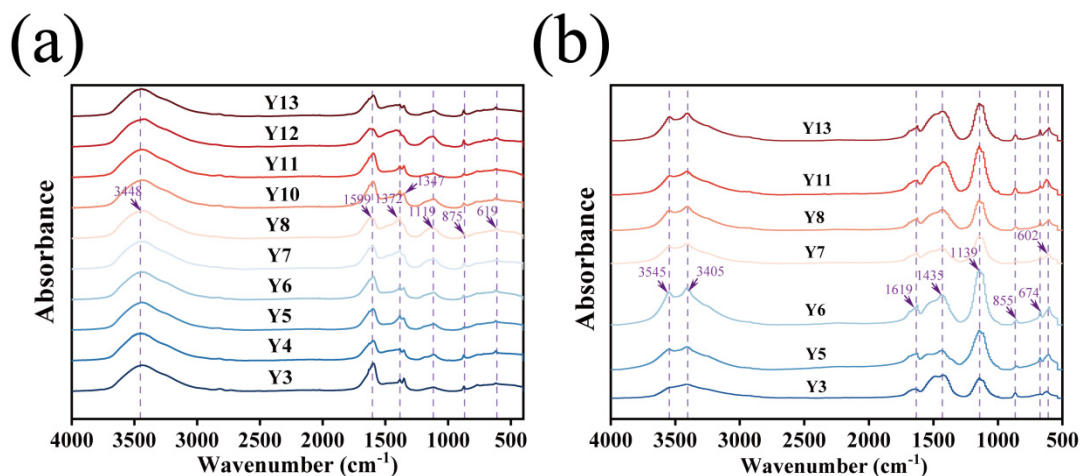 (a)
Absorbance
Y13
Y12
Y11
Y10
1347
3448
1599
1372
1119
875
619
Y8
Y7
Y6
Y5
Y4
Y3
4000 3500 3000 2500 2000 1500 1000 500
Wavenumber (cm-1)
(b)
Absorbance
Y13
Y11
Y8
Y7
602
1139
3545
3405
1435
1619
855
674
Y6
Y5
Y3
4000 3500 3000 2500 2000 1500 1000 500
Wavenumber (cm-1)